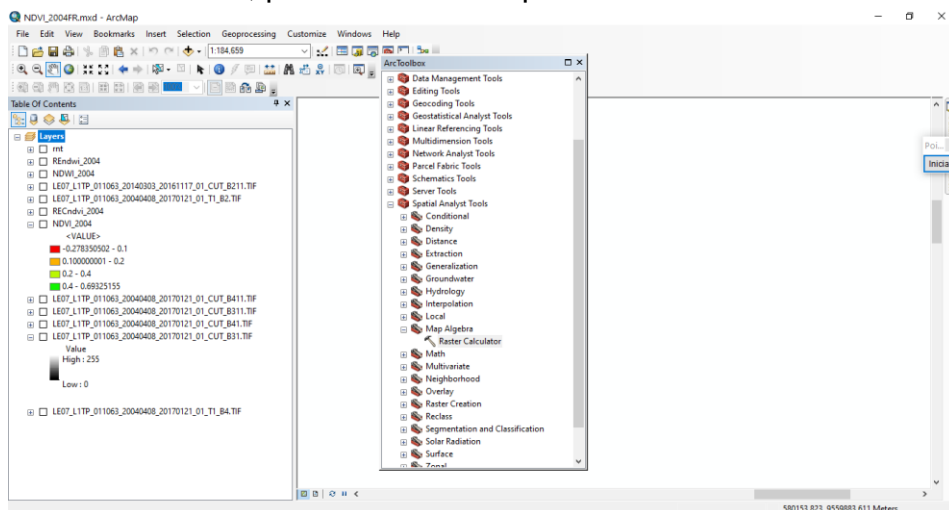 NDVI_2004FR.mxd - ArcMap
File Edit View Bookmarks Insert Selection Geoprocessing Customize Windows Help
1:184,659
ArcToolbox
Data Management Tools
Editing Tools
Geocoding Tools
Geostatistical Analyst Tools
Linear Referencing Tools
Multidimension Tools
Network Analyst Tools
Parcel Fabric Tools
Schematics Tools
Server Tools
Spatial Analyst Tools
Conditional
Density
Distance
Extraction
Generalization
Groundwater
Hydrology
Interpolation
Local
Map Algebra
Raster Calculator
Math
Multivariate
Neighborhood
Overlay
Raster Creation
Reclass
Segmentation and Classification
Solar Radiation
Surface
Zonal
Table Of Contents
Layers
mt
REndwi_2004
NDWI_2004
LE07_L1TP_011063_20140303_20161117_01_CUT_B211.TIF
LE07_L1TP_011063_20040408_20170121_01_T1_B2.TIF
RECndvi_2004
NDVI_2004
<VALUE>
-0.278350502 - 0.1
0.100000001 - 0.2
0.2 - 0.4
0.4 - 0.69325155
LE07_L1TP_011063_20040408_20170121_01_CUT_B411.TIF
LE07_L1TP_011063_20040408_20170121_01_CUT_B311.TIF
LE07_L1TP_011063_20040408_20170121_01_CUT_B41.TIF
LE07_L1TP_011063_20040408_20170121_01_CUT_B31.TIF
Value
High : 255
Low : 0
LE07_L1TP_011063_20040408_20170121_01_T1_B4.TIF
Poi...
Inicia
580153,823 9559883,611 Meters